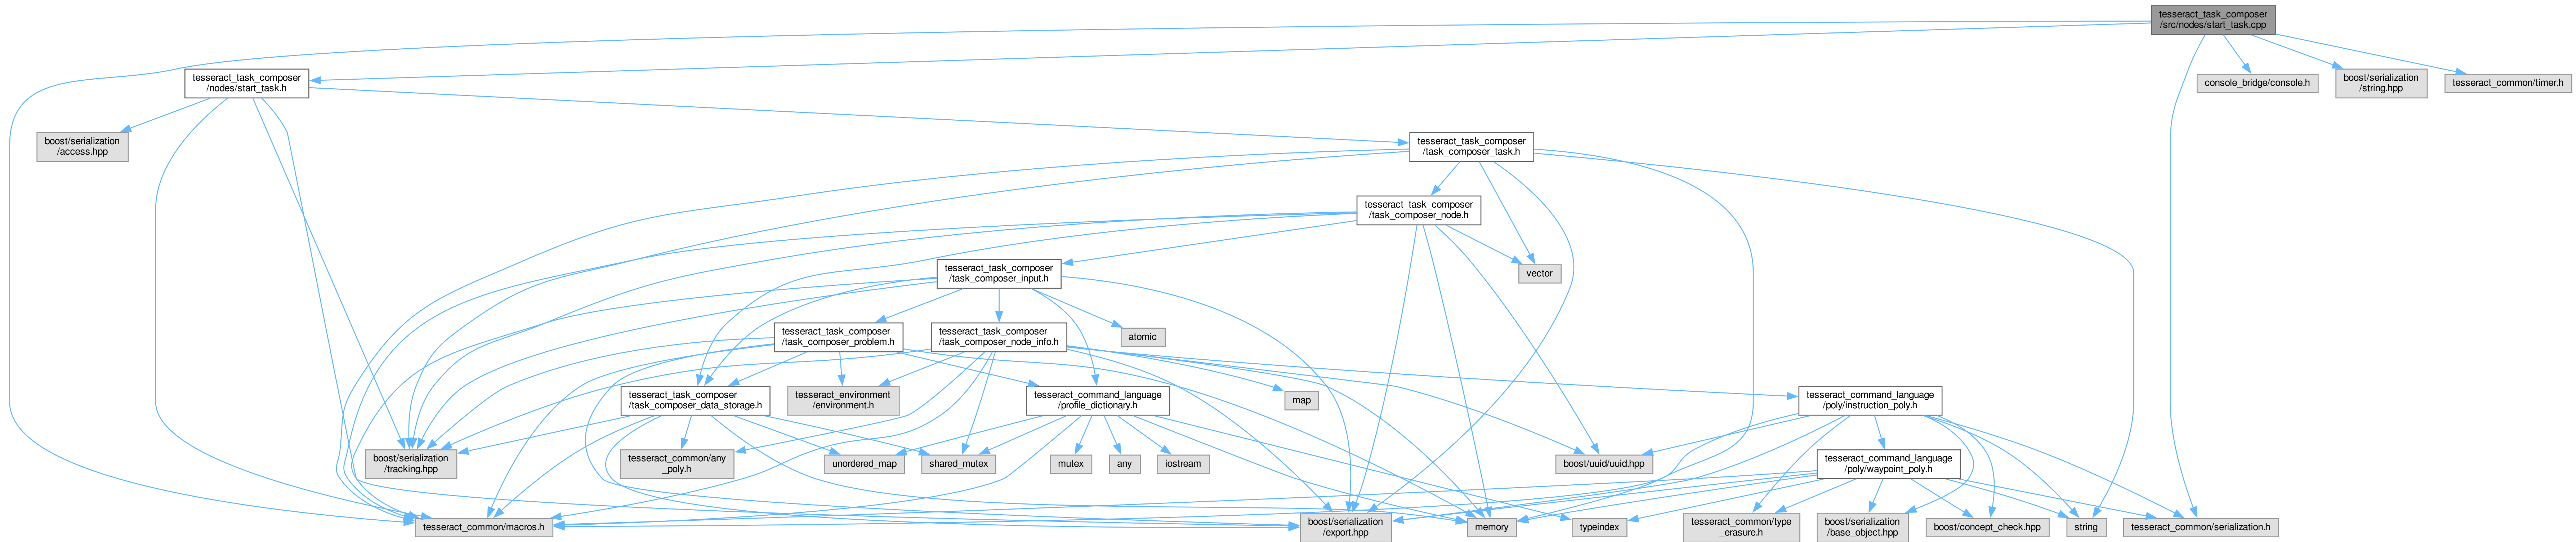 tesseract_task_composer
/src/nodes/start_task.cpp
tesseract_task_composer
/nodes/start_task.h
console_bridge/console.h
boost/serialization
/string.hpp
tesseract_common/timer.h
boost/serialization
/access.hpp
tesseract_task_composer
/task_composer_task.h
tesseract_task_composer
/task_composer_node.h
tesseract_task_composer
/task_composer_input.h
vector
tesseract_task_composer
/task_composer_problem.h
tesseract_task_composer
/task_composer_node_info.h
atomic
tesseract_task_composer
/task_composer_data_storage.h
tesseract_environment
/environment.h
tesseract_command_language
/profile_dictionary.h
map
tesseract_command_language
/poly/instruction_poly.h
boost/serialization
/tracking.hpp
tesseract_common/any
_poly.h
unordered_map
shared_mutex
mutex
any
iostream
boost/uuid/uuid.hpp
tesseract_command_language
/poly/waypoint_poly.h
tesseract_common/macros.h
boost/serialization
/export.hpp
memory
typeindex
tesseract_common/type
_erasure.h
boost/serialization
/base_object.hpp
boost/concept_check.hpp
string
tesseract_common/serialization.h